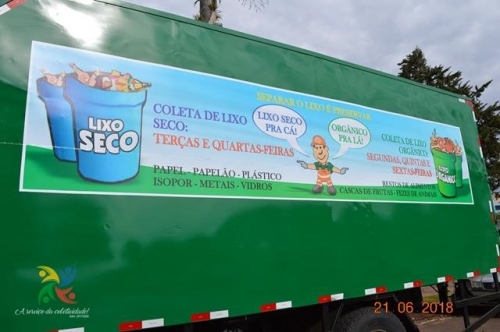 SEPARAR O LIXO É PRESERVAR
LIXO
SECO
COLETA DE LIXO
SECO:
TERÇAS E QUARTAS-FEIRAS
PAPEL - PAPELÃO - PLÁSTICO
ISOPOR - METAIS - VIDROS
LIXO SECO
PRA CÁ!
ORGÂNICO
PRA LÁ!
COLETA DE LIXO
ORGÂNICO
SEGUNDAS, QUINTAS E
SEXTAS-FEIRAS
RESTOS DE ALIMENTOS
CASCAS DE FRUTAS - FEZES DE ANIMAIS
A serviço da coletividade!
21 06 2018